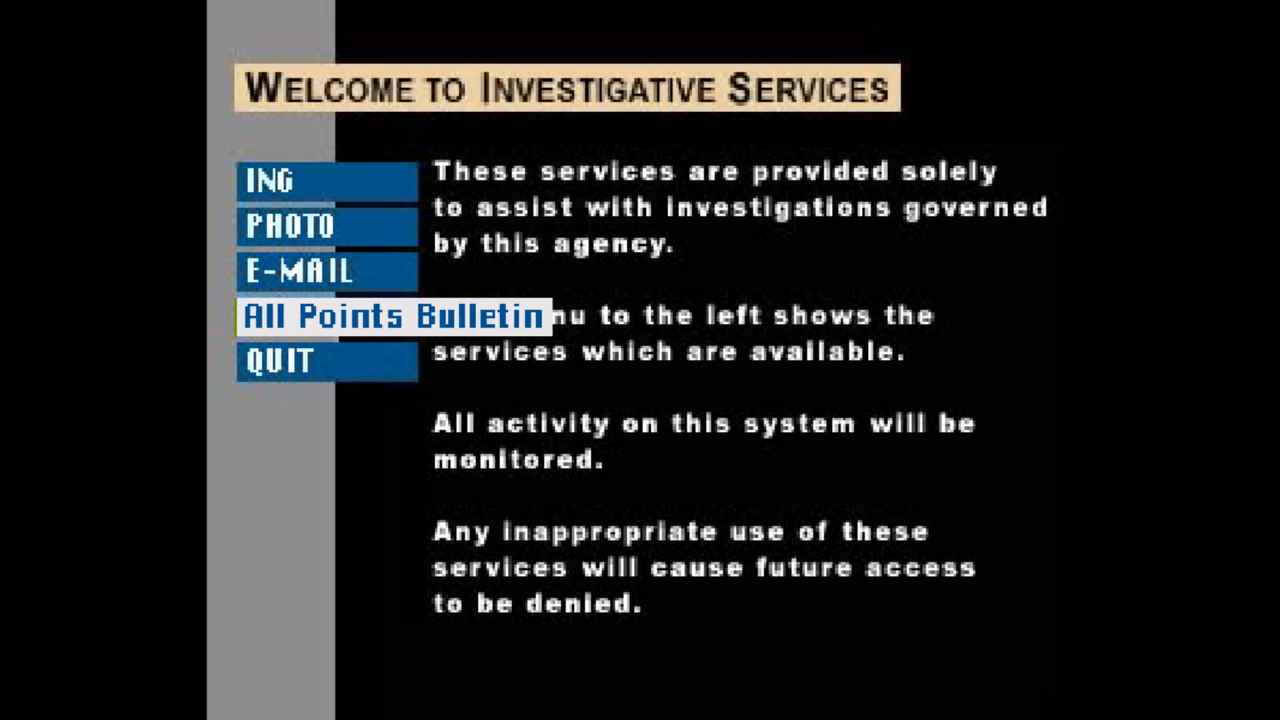 WELCOME TO INVESTIGATIVE SERVICES
ING
PHOTO
E-MAIL
All Points Bulletin
QUIT
These services are provided solely
to assist with investigations governed
by this agency.
nu to the left shows the
services which are available.
All activity on this system will be
monitored.
Any inappropriate use of these
services will cause future access
to be denied.